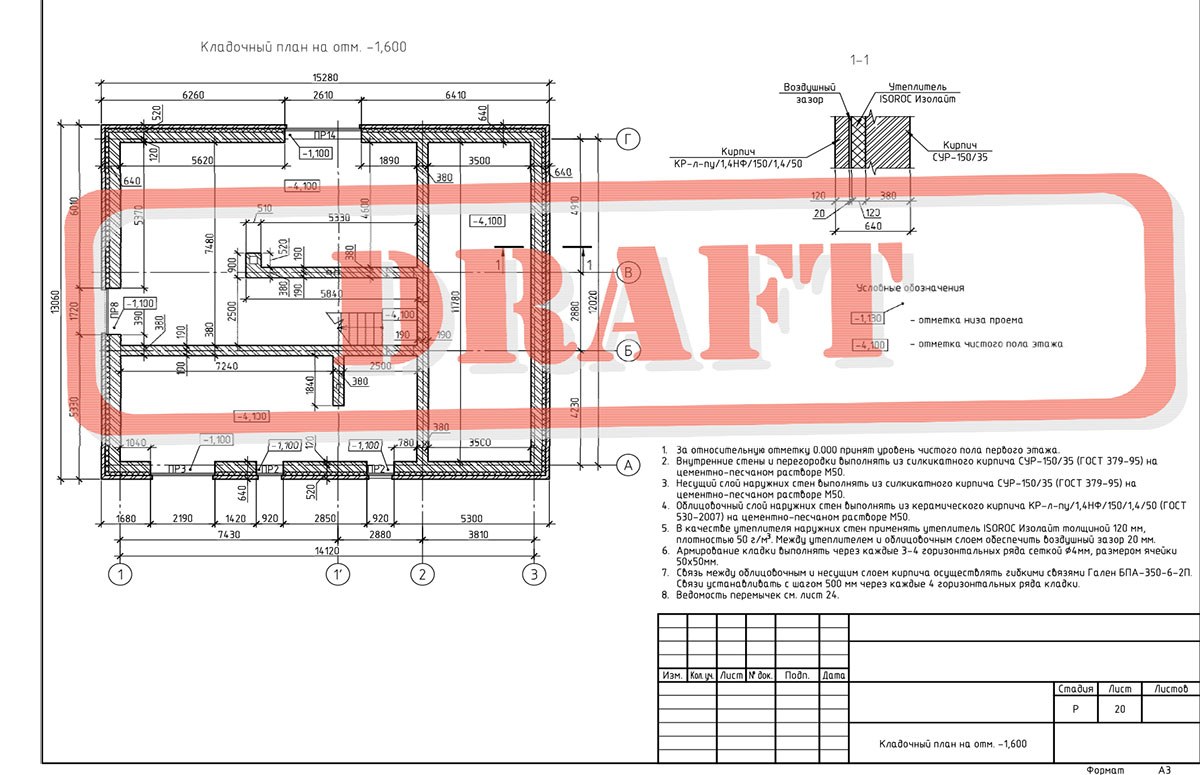 Кладочный план на отм. -1,600
15280
6260 2610 6410
520 640
ПР14
-1,100
120
5620 1890 3500
640 380 640
-4,100
6010 5370 7480 4600 4910
510
5330
-4,100
520 190 380
900
1 1
В
380 190
5840
13060 1720 ПР8 -1,100 390 380 100 380 2500 -4,100 11780 2880 12020
190 190
Б
100 7240 2500
1840 380
5330 4230
-4,100
1040 -1,100 -1,100 120 -1,100 780 380 3500
ПР3 ПР2 ПР2
А
Г
640 520
1680 2190 1420 920 2850 920 5300
7430 2880 3810
14120
1 1' 2 3
1-1
Воздушный
зазор
Утеплитель
ISOROC Изолайт
Кирпич
КР-л-пу/1,4НФ/150/1,4/50
Кирпич
СУР-150/35
120 380
20 120
640
DRAFT
Условные обозначения
-1,130 - отметка низа проема
-4,100 - отметка чистого пола этажа
1. За относительную отметку 0.000 принят уровень чистого пола первого этажа.
2. Внутренние стены и перегородки выполнять из силкикатного кирпича СУР-150/35 (ГОСТ 379-95) на
цементно-песчаном растворе М50.
3. Несущий слой наружных стен выполнять из силкикатного кирпича СУР-150/35 (ГОСТ 379-95) на
цементно-песчаном растворе М50.
4. Облицовочный слой наружных стен выполнять из керамического кирпича КР-л-пу/1,4НФ/150/1,4/50 (ГОСТ
530-2007) на цементно-песчаном растворе М50.
5. В качестве утеплителя наружных стен применять утеплитель ISOROC Изолайт толщиной 120 мм,
плотностью 50 г/м³. Между утеплителем и облицовочным слоем обеспечить воздушный зазор 20 мм.
6. Армирование кладки выполнять через каждые 3-4 горизонтальных ряда сеткой ø4мм, размером ячейки
50х50мм.
7. Связь между облицовочным и несущим слоем кирпича осуществлять гибкими связями Гален БПА-350-6-2П.
Связи устанавливать с шагом 500 мм через каждые 4 горизонтальных ряда кладки.
8. Ведомость перемычек см. лист 24.
Изм. Кол.уч. Лист № док. Подп. Дата
Стадия Лист Листов
Р 20
Кладочный план на отм. -1,600
Формат А3